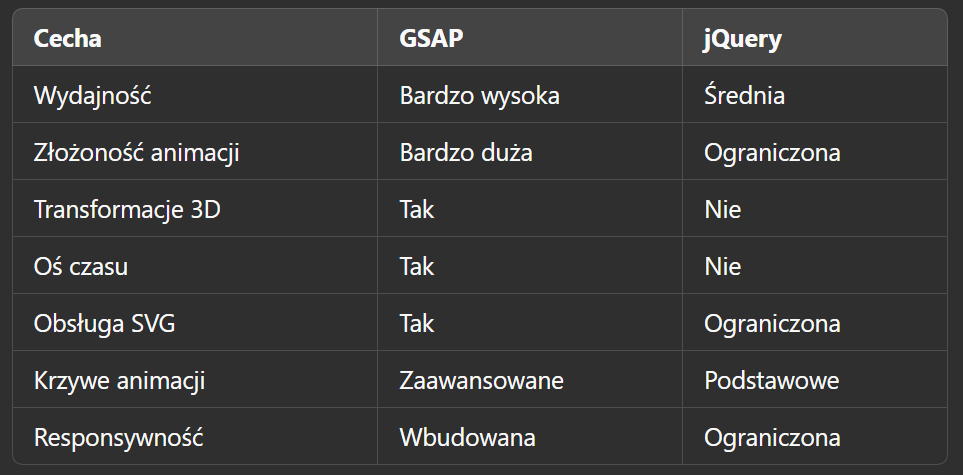 Cecha GSAP jQuery
Wydajność Bardzo wysoka Średnia
Złożoność animacji Bardzo duża Ograniczona
Transformacje 3D Tak Nie
Oś czasu Tak Nie
Obsługa SVG Tak Ograniczona
Krzywe animacji Zaawansowane Podstawowe
Responsywność Wbudowana Ograniczona